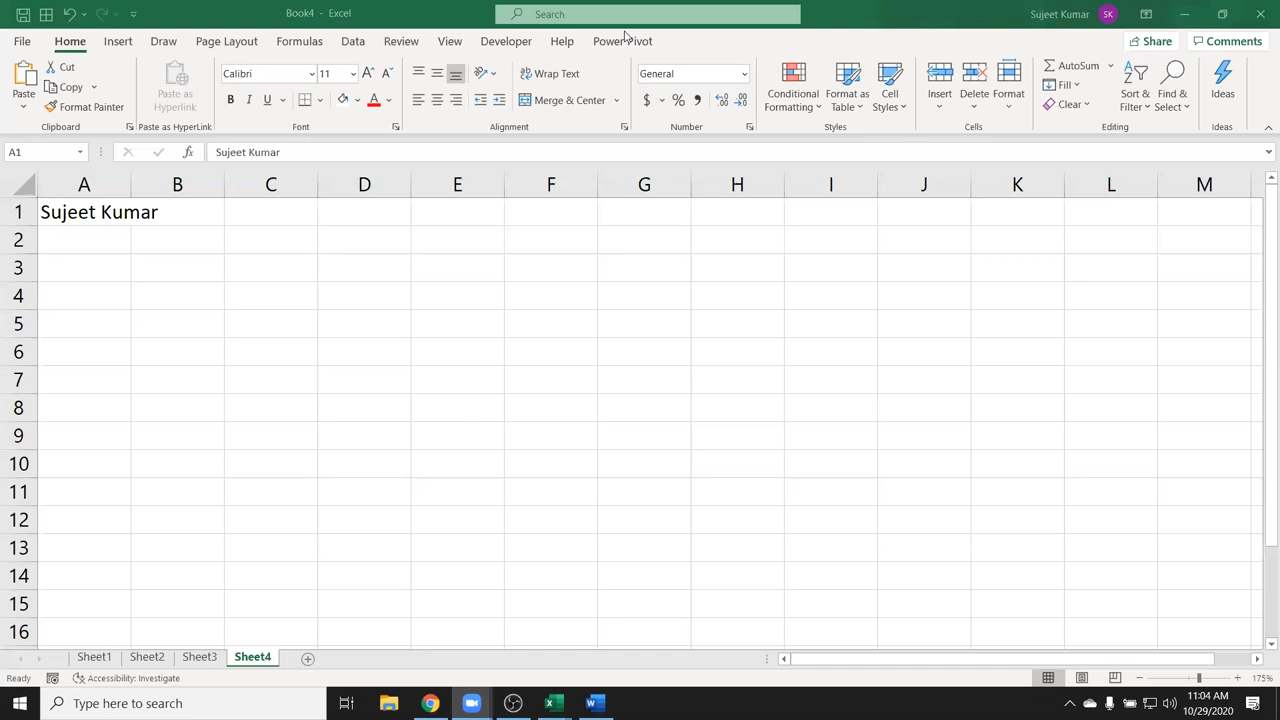 Book4 - Excel
Search
Sujeet Kumar
SK
File
Home
Insert
Draw
Page Layout
Formulas
Data
Review
View
Developer
Help
Power Pivot
Share
Comments
Paste
Cut
Copy
Format Painter
Clipboard
Paste as
Hyperlink
Paste as HyperLink
Calibri
11
B
I
U
Font
Wrap Text
Merge & Center
Alignment
General
$
%
Number
Conditional
Formatting
Format as
Table
Cell
Styles
Styles
Insert
Delete
Format
Cells
AutoSum
Fill
Clear
Sort &
Filter
Find &
Select
Editing
Ideas
Ideas
A1
fx
Sujeet Kumar
A B C D E F G H I J K L M
1 Sujeet Kumar
2
3
4
5
6
7
8
9
10
11
12
13
14
15
16
Sheet1
Sheet2
Sheet3
Sheet4
Ready
Accessibility: Investigate
175%
Type here to search
11:04 AM
10/29/2020